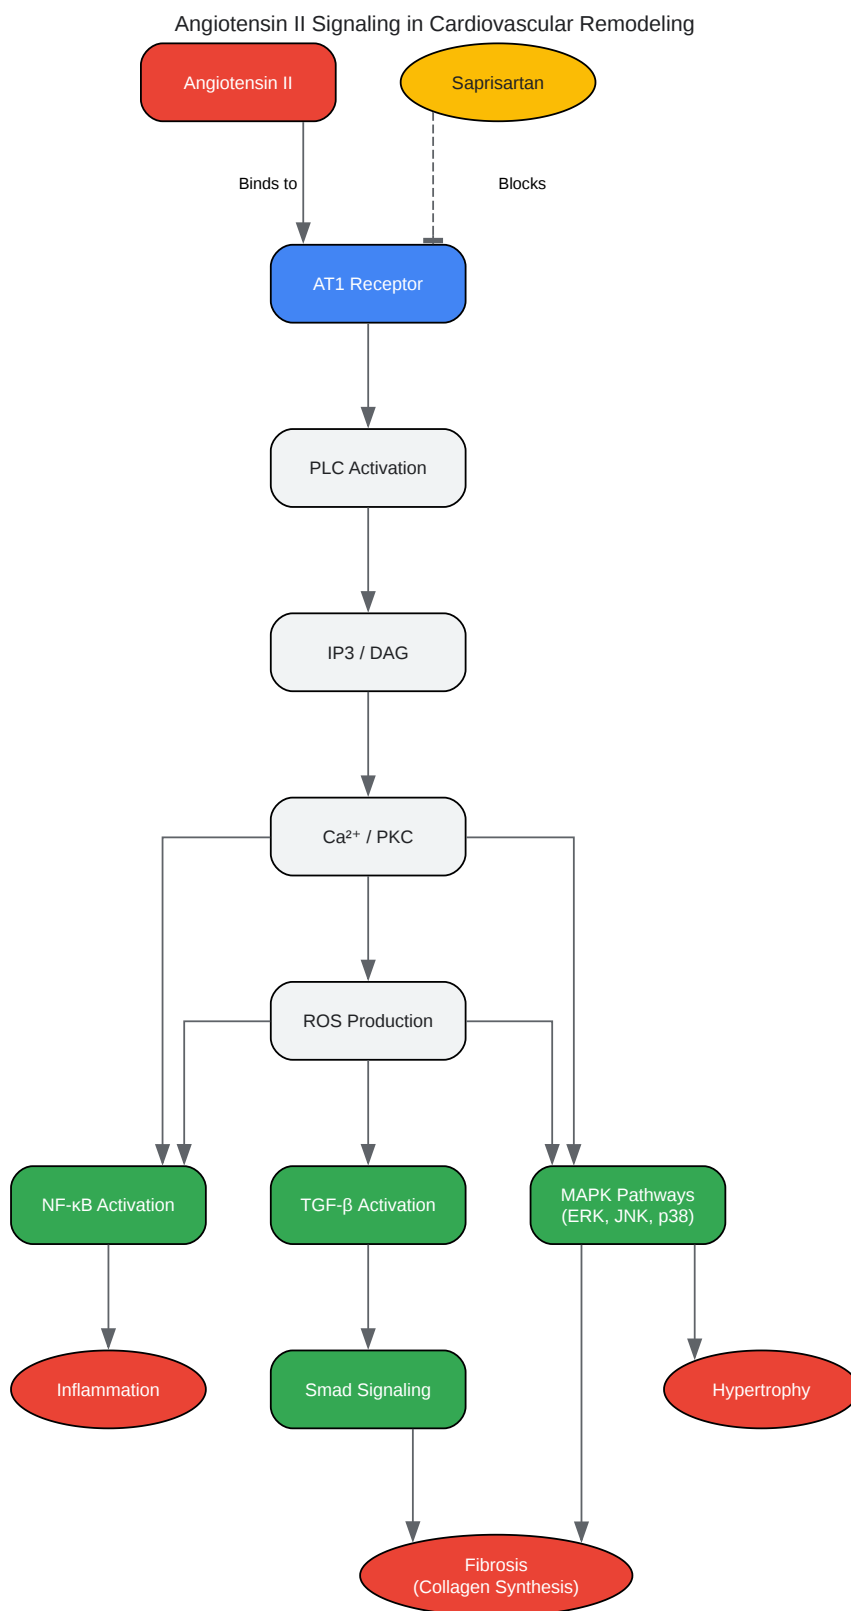 Angiotensin II Signaling in Cardiovascular Remodeling
Angiotensin II
Saprisartan
Binds to
Blocks
AT1 Receptor
PLC Activation
IP3 / DAG
Ca²⁺ / PKC
ROS Production
NF-κB Activation
TGF-β Activation
MAPK Pathways
(ERK, JNK, p38)
Inflammation
Smad Signaling
Hypertrophy
Fibrosis
(Collagen Synthesis)